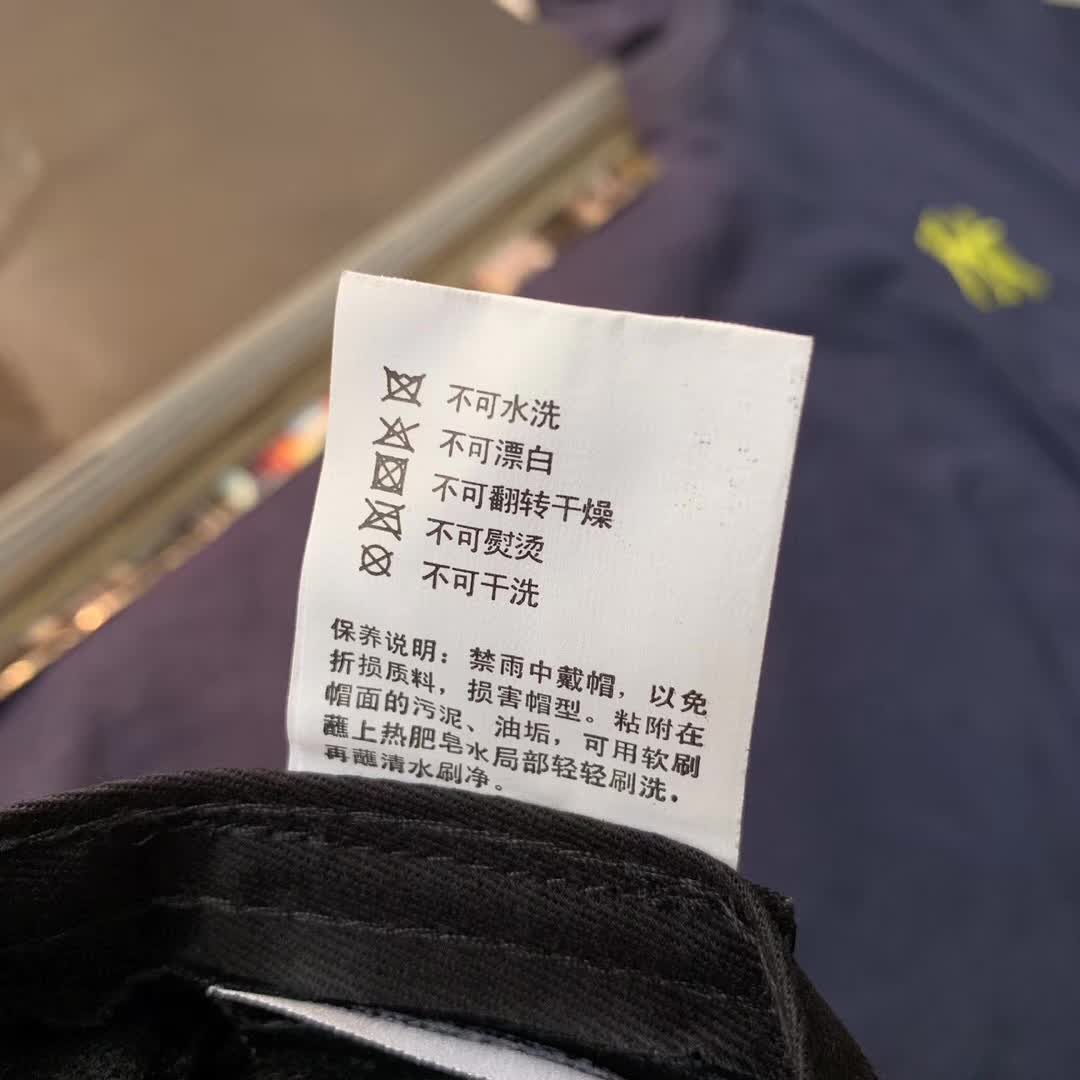 不可水洗
不可漂白
不可翻转干燥
不可熨烫
不可干洗
保养说明：禁雨中戴帽，以免
折损质料，损害帽型。粘附在
帽面的污泥、油垢，可用软刷
蘸上热肥皂水局部轻轻刷洗，
再蘸清水刷净。